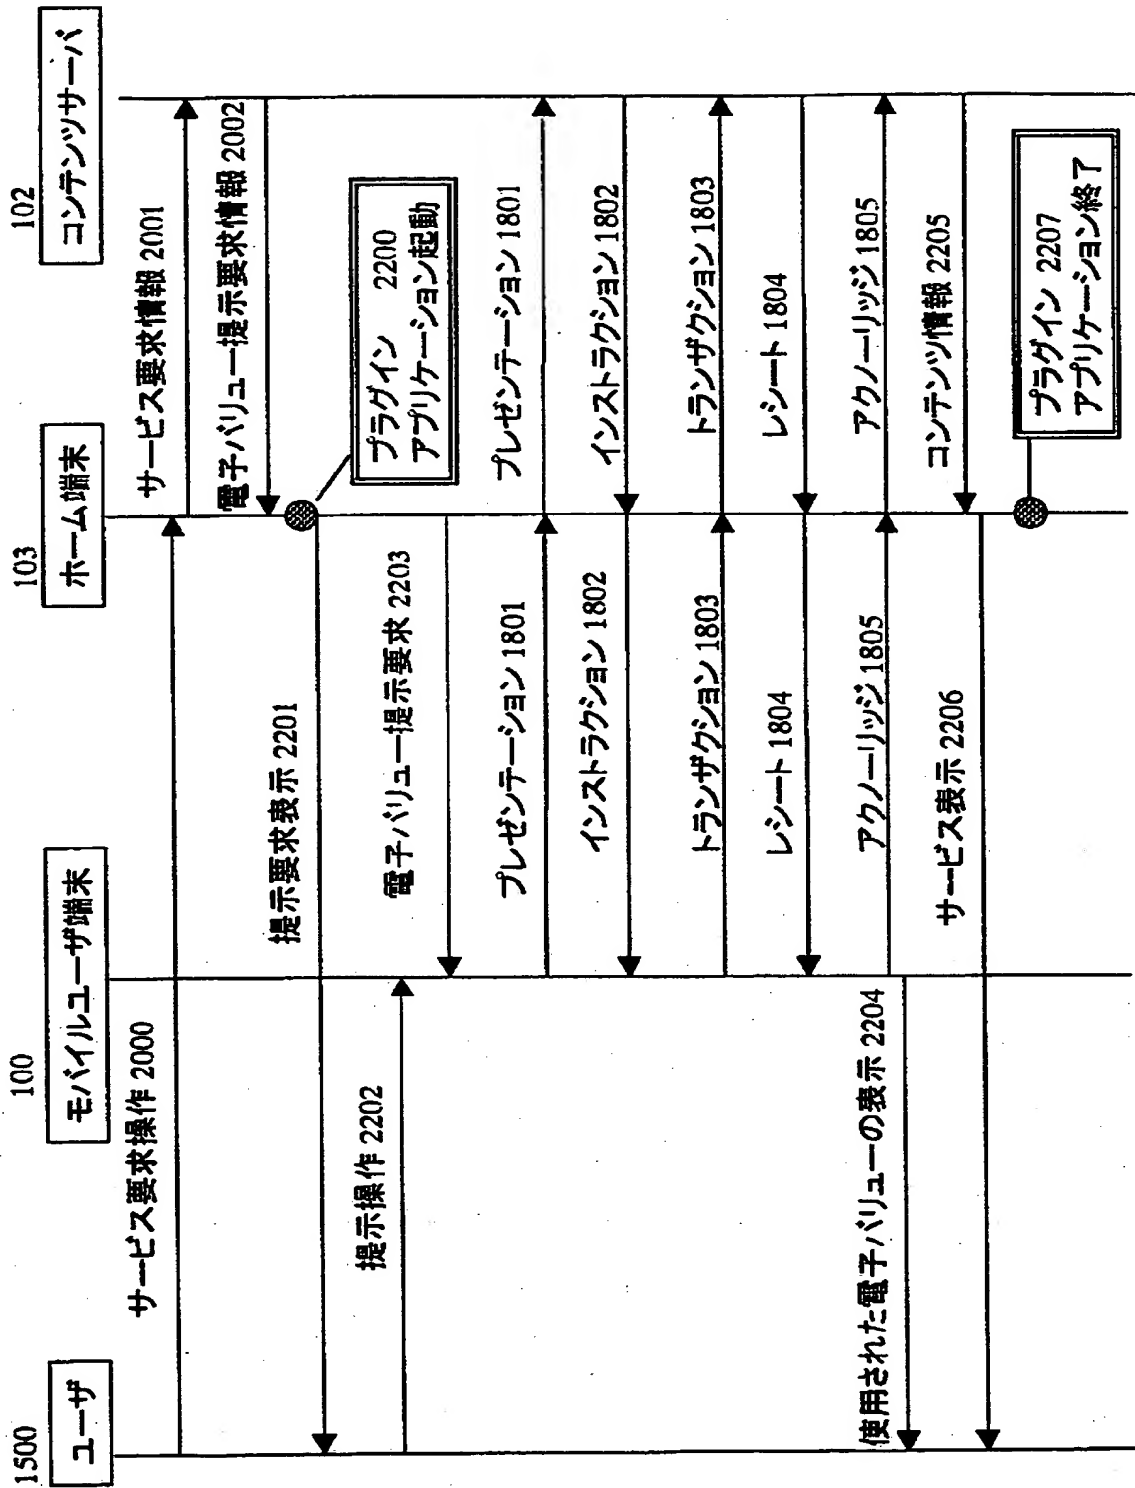 1500
ユーザ
100
モバイルユーザ端末
103
ホーム端末
102
コンテンツサーバ
サービス要求操作 2000
サービス要求情報 2001
電子バリュー提示要求情報 2002
プラグイン 2200
アプリケーション起動
提示要求表示 2201
提示操作 2202
電子バリュー提示要求 2203
プレゼンテーション 1801
プレゼンテーション 1801
インストラクション 1802
インストラクション 1802
トランザクション 1803
トランザクション 1803
レシート 1804
レシート 1804
アクノーリッジ 1805
アクノーリッジ 1805
使用された電子バリューの表示 2204
コンテンツ情報 2205
サービス表示 2206
プラグイン 2207
アプリケーション終了